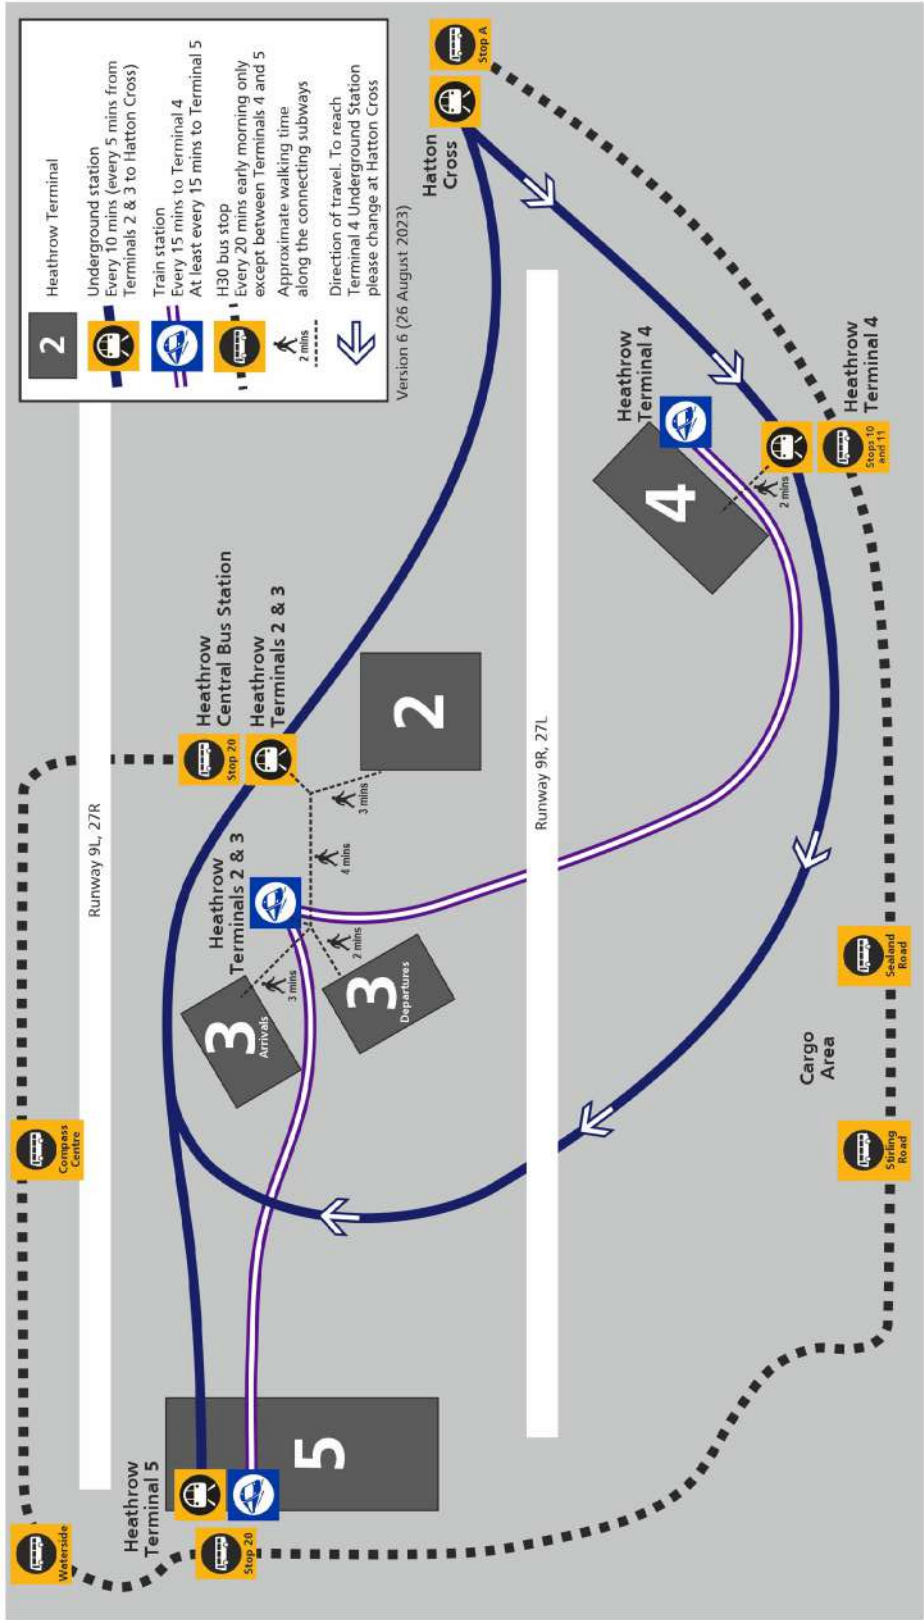 2
Heathrow Terminal
Underground station
Every 10 mins (every 5 mins from
Terminals 2 & 3 to Hatton Cross)
Train station
Every 15 mins to Terminal 4
At least every 15 mins to Terminal 5
H30 bus stop
Every 20 mins early morning only
except between Terminals 4 and 5
2 mins
Approximate walking time
along the connecting subways
Direction of travel. To reach
Terminal 4 Underground Station
please change at Hatton Cross
Version 6 (26 August 2023)
Waterside
Compass
Centre
Runway 9L, 27R
Heathrow
Terminal 5
Stop 20
5
Heathrow
Terminals 2 & 3
3
Arrivals
3 mins
3
Departures
2 mins
4 mins
3 mins
Heathrow
Central Bus Station
Stop 20
Heathrow
Terminals 2 & 3
2
Hatton
Cross
Stop A
Runway 9R, 27L
Heathrow
Terminal 4
4
2 mins
Heathrow
Terminal 4
Stops 10
and 11
Cargo
Area
Stirling
Road
Sealand
Road